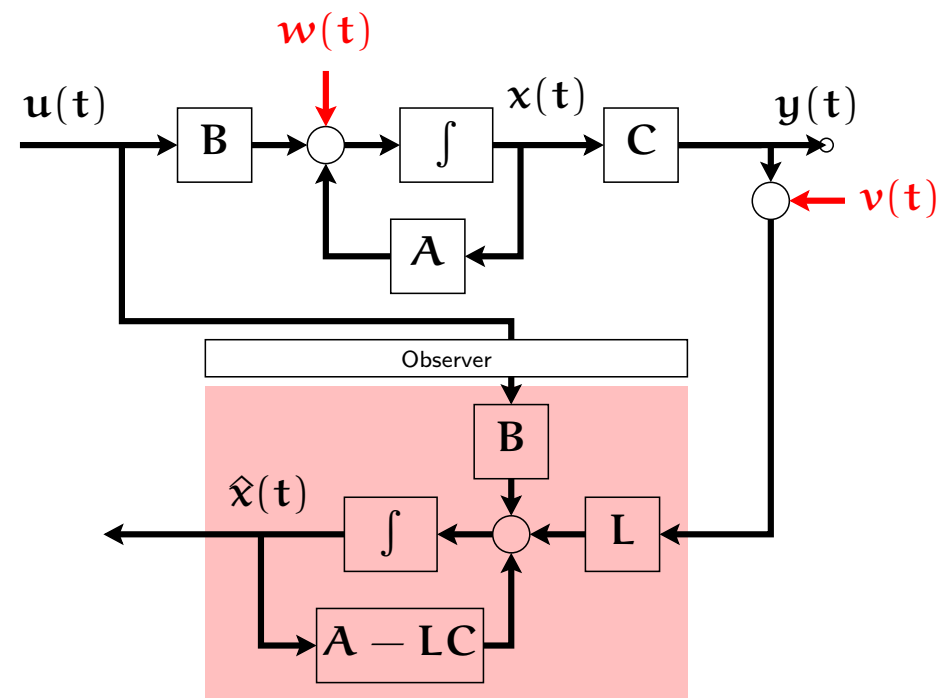 w(t)
u(t)
B
∫
x(t)
C
y(t)
v(t)
A
Observer
B
x̂(t)
∫
L
A − LC